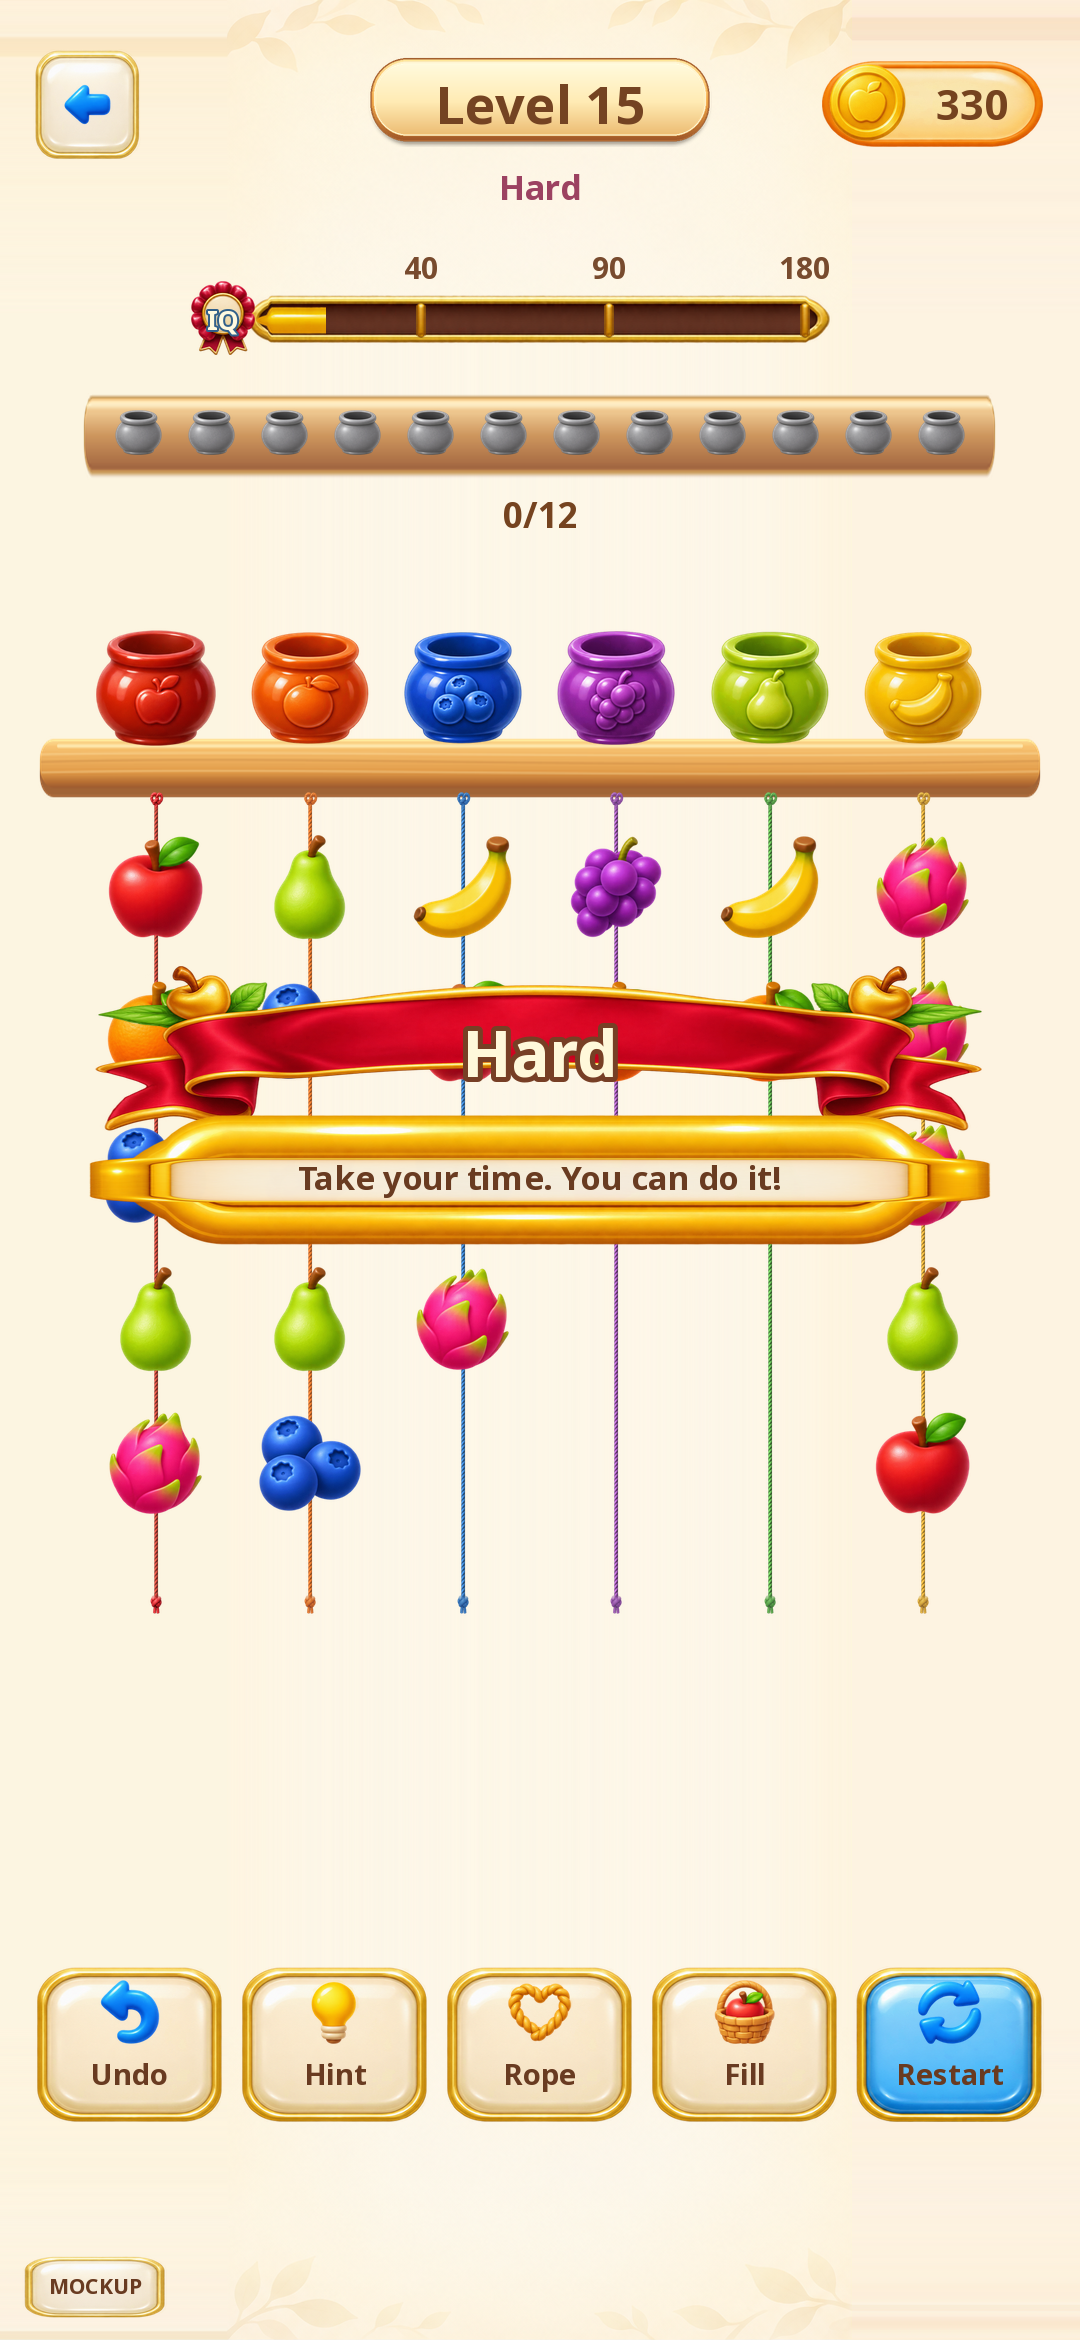 Level 15
330
Hard
40 90 180
IQ
0/12
Hard
Take your time. You can do it!
Undo Hint Rope Fill Restart
MOCKUP